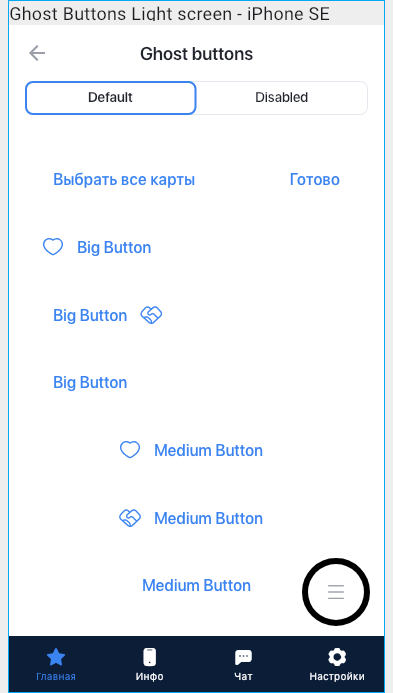 Ghost Buttons Light screen - iPhone SE
Ghost buttons
Default Disabled
Выбрать все карты Готово
Big Button
Big Button
Big Button
Medium Button
Medium Button
Medium Button
Главная Инфо Чат Настройки